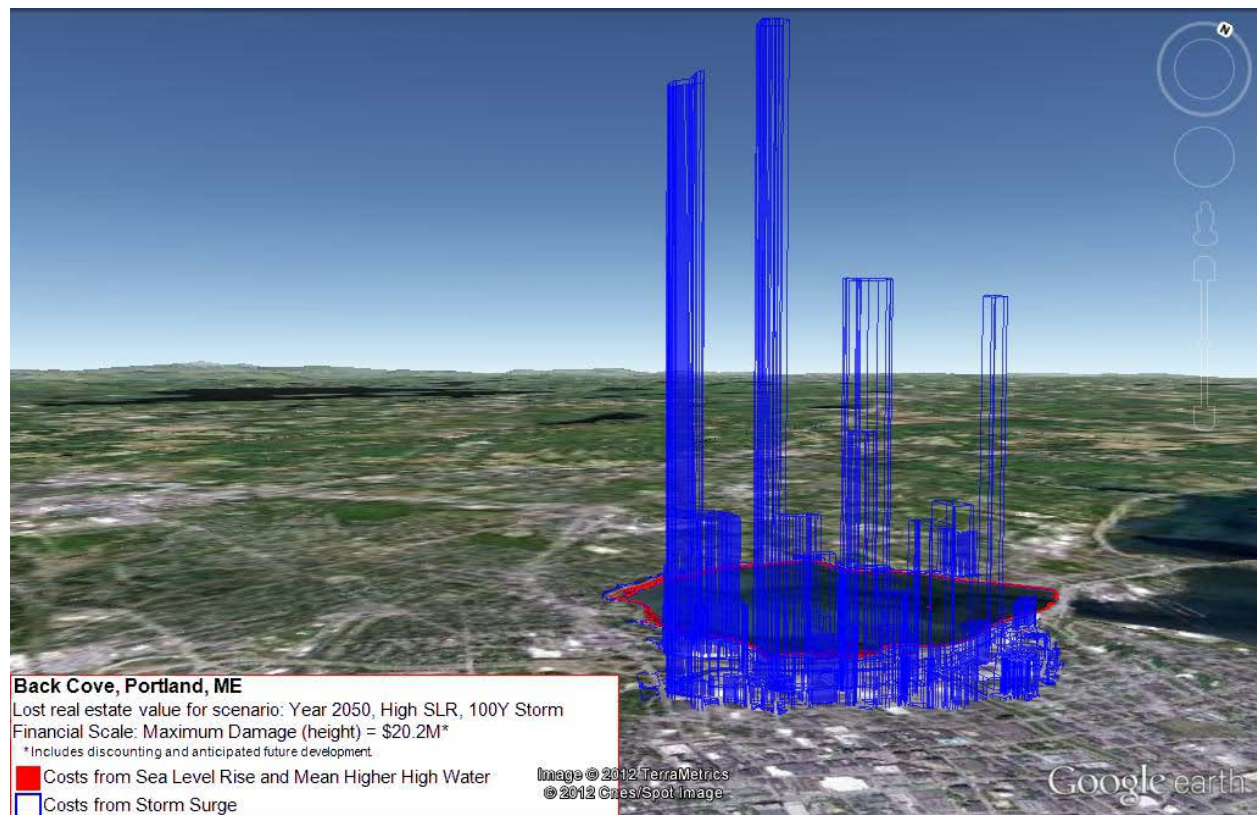 N
Back Cove, Portland, ME
Lost real estate value for scenario: Year 2050, High SLR, 100Y Storm
Financial Scale: Maximum Damage (height) = $20.2M*
*Includes discounting and anticipated future development.
Costs from Sea Level Rise and Mean Higher High Water
Costs from Storm Surge
Image © 2012 TerraMetrics
© 2012 Cnes/Spot Image
Google earth